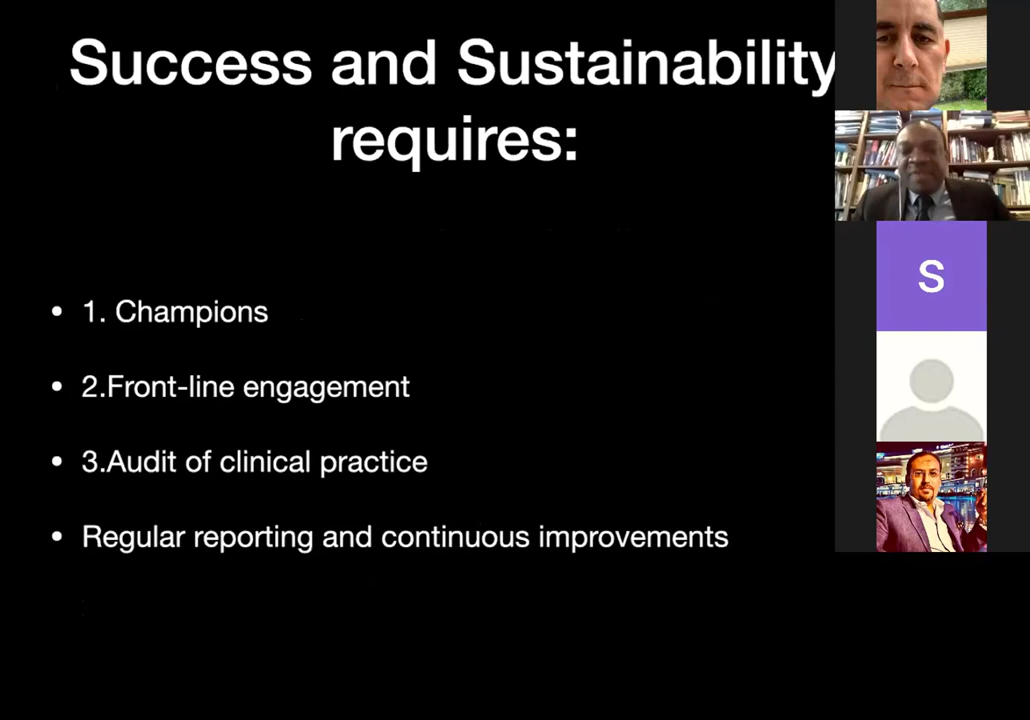 Success and Sustainability
requires:
• 1. Champions
• 2.Front-line engagement
• 3.Audit of clinical practice
• Regular reporting and continuous improvements
S